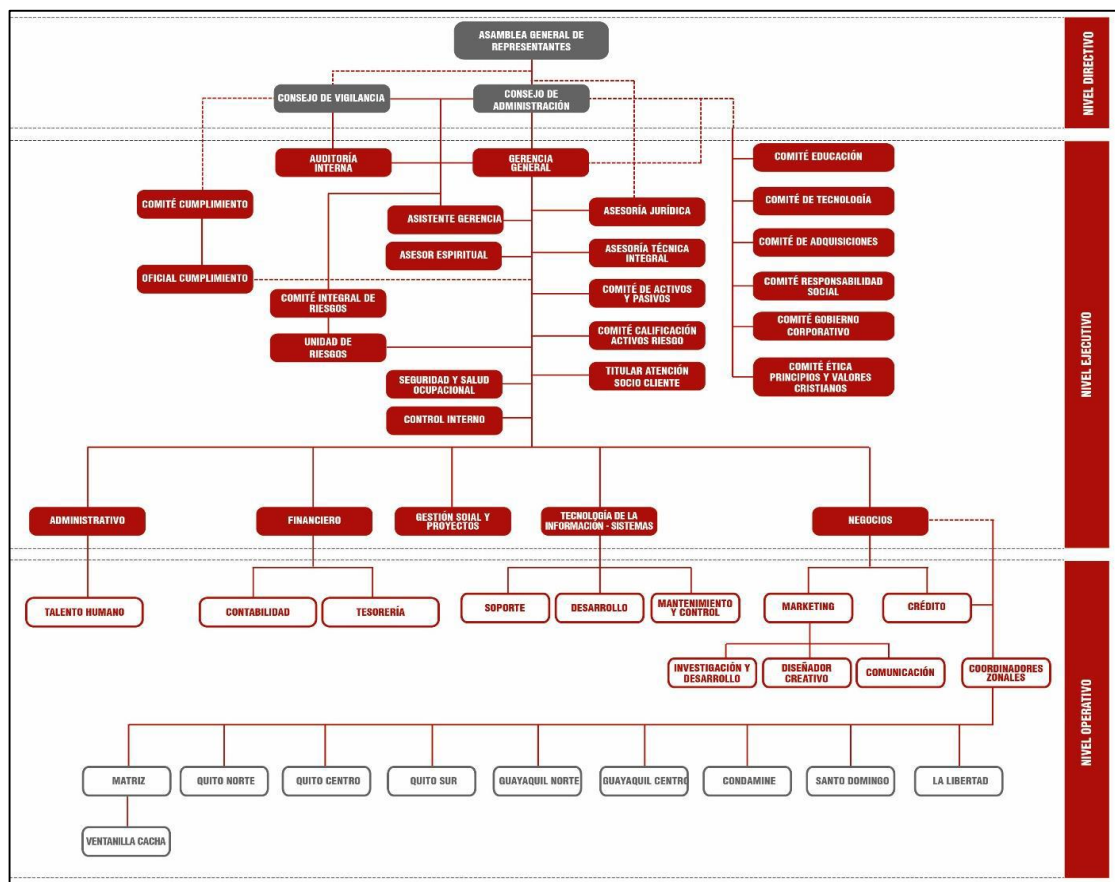 ASAMBLEA GENERAL DE
REPRESENTANTES
CONSEJO DE VIGILANCIA
CONSEJO DE
ADMINISTRACIÓN
NIVEL DIRECTIVO
AUDITORÍA
INTERNA
GERENCIA
GENERAL
COMITÉ EDUCACIÓN
COMITÉ CUMPLIMIENTO
ASISTENTE GERENCIA
ASESORÍA JURÍDICA
COMITÉ DE TECNOLOGÍA
ASESOR ESPIRITUAL
ASESORÍA TÉCNICA
INTEGRAL
COMITÉ DE ADQUISICIONES
OFICIAL CUMPLIMIENTO
COMITÉ INTEGRAL DE
RIESGOS
COMITÉ DE ACTIVOS
Y PASIVOS
COMITÉ RESPONSABILIDAD
SOCIAL
UNIDAD DE
RIESGOS
COMITÉ CALIFICACIÓN
ACTIVOS RIESGO
COMITÉ GOBIERNO
CORPORATIVO
SEGURIDAD Y SALUD
OCUPACIONAL
TITULAR ATENCIÓN
SOCIO CLIENTE
COMITÉ ÉTICA
PRINCIPIOS Y VALORES
CRISTIANOS
CONTROL INTERNO
NIVEL EJECUTIVO
ADMINISTRATIVO
FINANCIERO
GESTIÓN SOIAL Y
PROYECTOS
TECNOLOGÍA DE LA
INFORMACIÓN - SISTEMAS
NEGOCIOS
TALENTO HUMANO
CONTABILIDAD
TESORERÍA
SOPORTE
DESARROLLO
MANTENIMIENTO
Y CONTROL
MARKETING
CRÉDITO
INVESTIGACIÓN Y
DESARROLLO
DISEÑADOR
CREATIVO
COMUNICACIÓN
COORDINADORES
ZONALES
NIVEL OPERATIVO
MATRIZ
QUITO NORTE
QUITO CENTRO
QUITO SUR
GUAYAQUIL NORTE
GUAYAQUIL CENTRO
CONDAMINE
SANTO DOMINGO
LA LIBERTAD
VENTANILLA CACHA